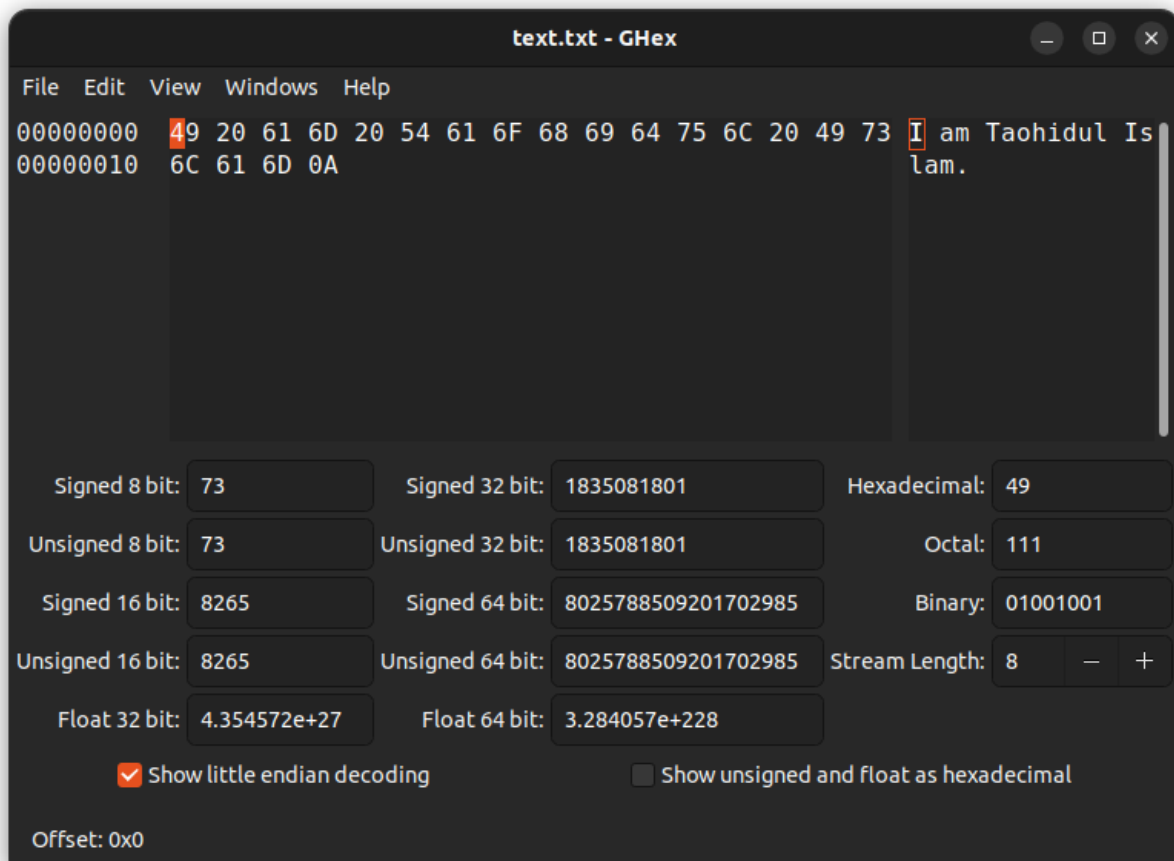 text.txt - GHex
File Edit View Windows Help
00000000 49 20 61 6D 20 54 61 6F 68 69 64 75 6C 20 49 73 I am Taohidul Is
00000010 6C 61 6D 0A lam.
Signed 8 bit: 73 Signed 32 bit: 1835081801 Hexadecimal: 49
Unsigned 8 bit: 73 Unsigned 32 bit: 1835081801 Octal: 111
Signed 16 bit: 8265 Signed 64 bit: 8025788509201702985 Binary: 01001001
Unsigned 16 bit: 8265 Unsigned 64 bit: 8025788509201702985 Stream Length: 8 – +
Float 32 bit: 4.354572e+27 Float 64 bit: 3.284057e+228
Show little endian decoding Show unsigned and float as hexadecimal
Offset: 0x0